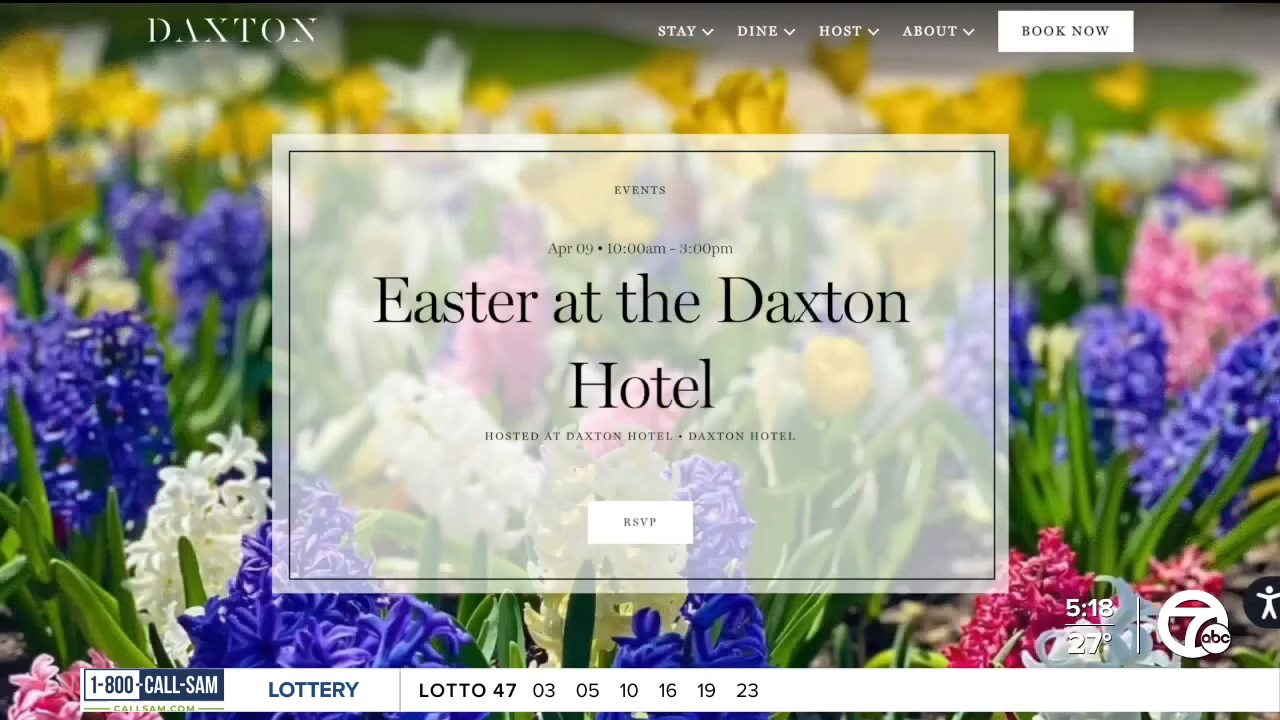 DAXTON
STAY DINE HOST ABOUT BOOK NOW
EVENTS
Apr 09 • 10:00am - 3:00pm
Easter at the Daxton
Hotel
HOSTED AT DAXTON HOTEL • DAXTON HOTEL
RSVP
5:18
27°
7 abc
1-800-CALL-SAM
CALLSAM.COM
LOTTERY
LOTTO 47 03 05 10 16 19 23